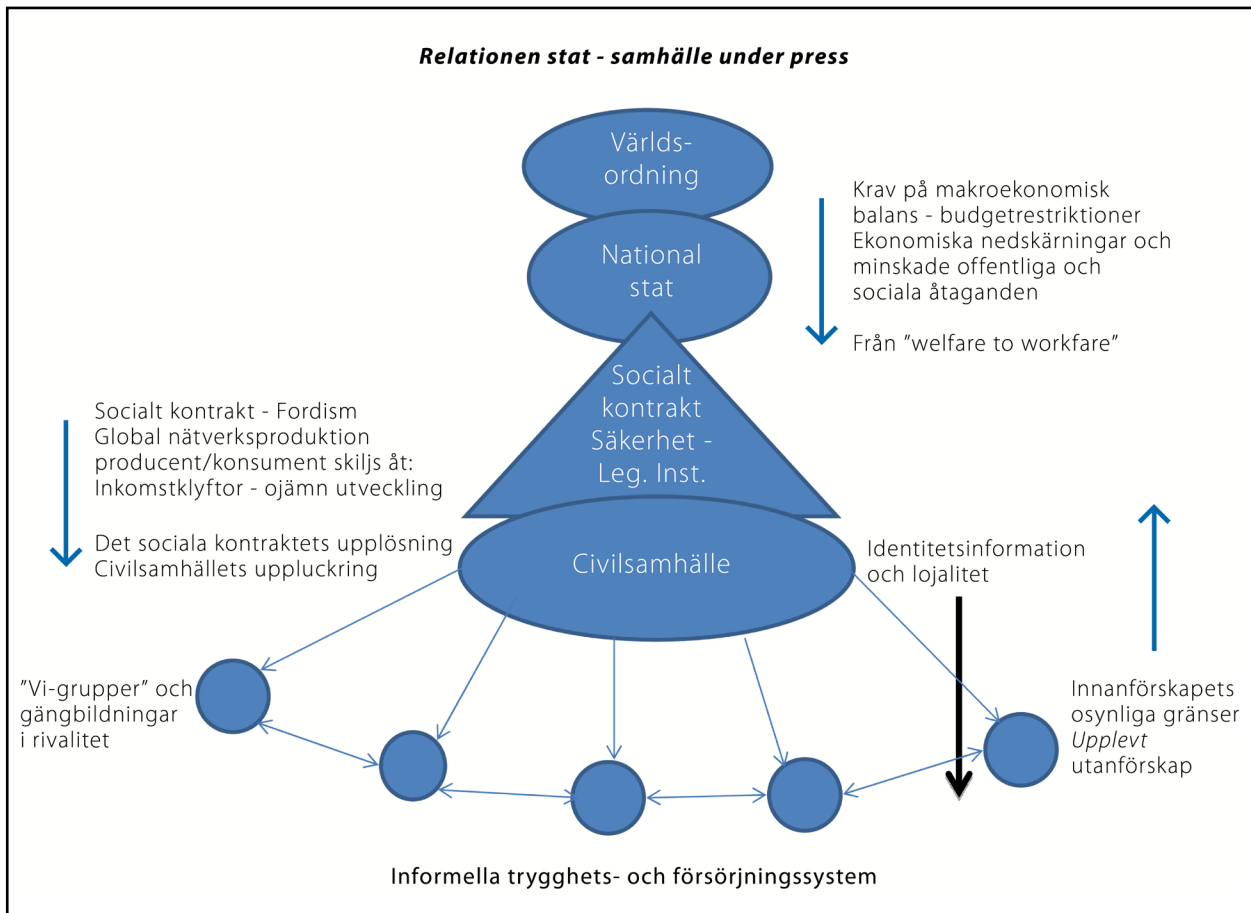 Relationen stat - samhälle under press
Världs-
ordning
National
stat
Krav på makroekonomisk
balans - budgetrestriktioner
Ekonomiska nedskärningar och
minskade offentliga och
sociala åtaganden
Från ”welfare to workfare”
Socialt
kontrakt
Säkerhet -
Leg. Inst.
Socialt kontrakt - Fordism
Global nätverksproduktion
producent/konsument skiljs åt:
Inkomstklyftor - ojämn utveckling
Det sociala kontraktets upplösning
Civilsamhällets uppluckring
Civilsamhälle
Identitetsinformation
och lojalitet
”Vi-grupper” och
gängbildningar
i rivalitet
Innanförskapets
osynliga gränser
Upplevt
utanförskap
Informella trygghets- och försörjningssystem